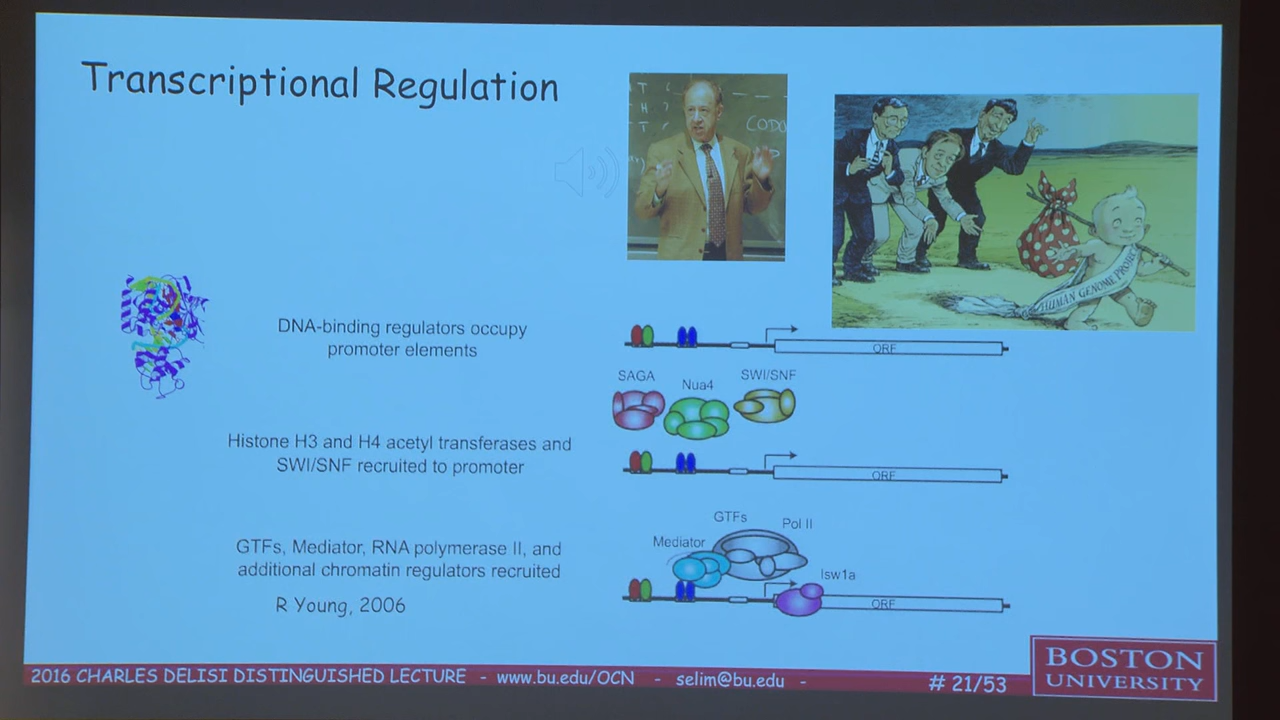 Transcriptional Regulation
CODO
HUMAN GENOME PROJECT
DNA-binding regulators occupy
promoter elements
ORF
SAGA
Nua4
SWI/SNF
Histone H3 and H4 acetyl transferases and
SWI/SNF recruited to promoter
ORF
GTFs
Pol II
Mediator
GTFs, Mediator, RNA polymerase II, and
additional chromatin regulators recruited
Isw1a
ORF
R Young, 2006
2016 CHARLES DELISI DISTINGUISHED LECTURE - www.bu.edu/OCN - selim@bu.edu -
# 21/53
BOSTON
UNIVERSITY